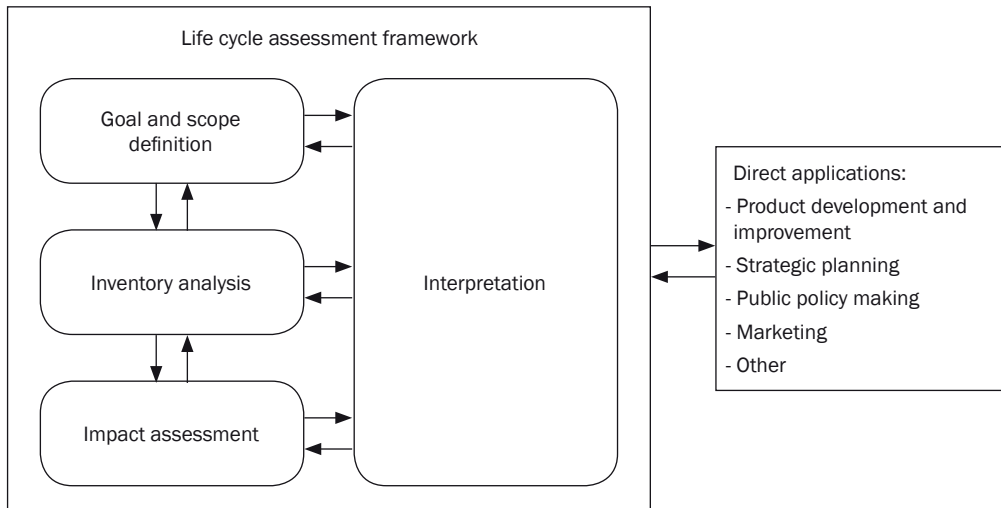 Life cycle assessment framework
Goal and scope
definition
Inventory analysis
Impact assessment
Interpretation
Direct applications:
- Product development and
improvement
- Strategic planning
- Public policy making
- Marketing
- Other